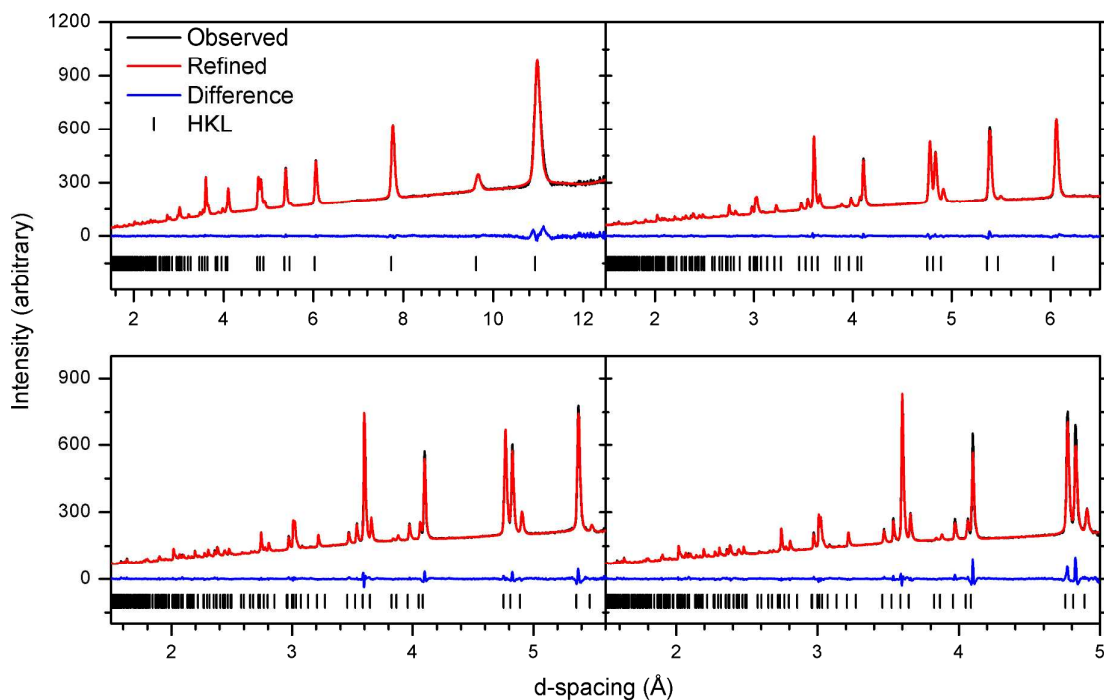 1200
900
600
300
0
Observed
Refined
Difference
HKL
2 4 6 8 10 12
2 3 4 5 6
Intensity (arbitrary)
900
600
300
0
2 3 4 5
2 3 4 5
d-spacing (Å)